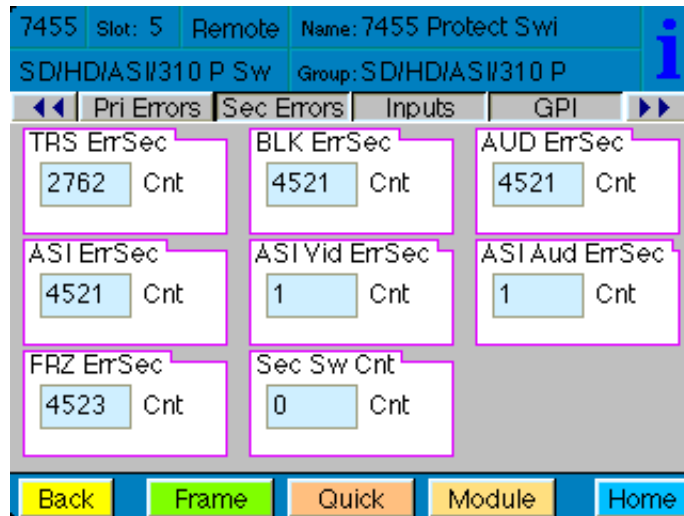 7455 Slot: 5 Remote Name: 7455 Protect Swi
SD/HD/ASI/310 P Sw Group: SD/HD/ASI/310 P
i
Pri Errors Sec Errors Inputs GPI
TRS ErrSec BLK ErrSec AUD ErrSec
2762 Cnt 4521 Cnt 4521 Cnt
ASI ErrSec ASI Vid ErrSec ASI Aud ErrSec
4521 Cnt 1 Cnt 1 Cnt
FRZ ErrSec Sec Sw Cnt
4523 Cnt 0 Cnt
Back Frame Quick Module Home